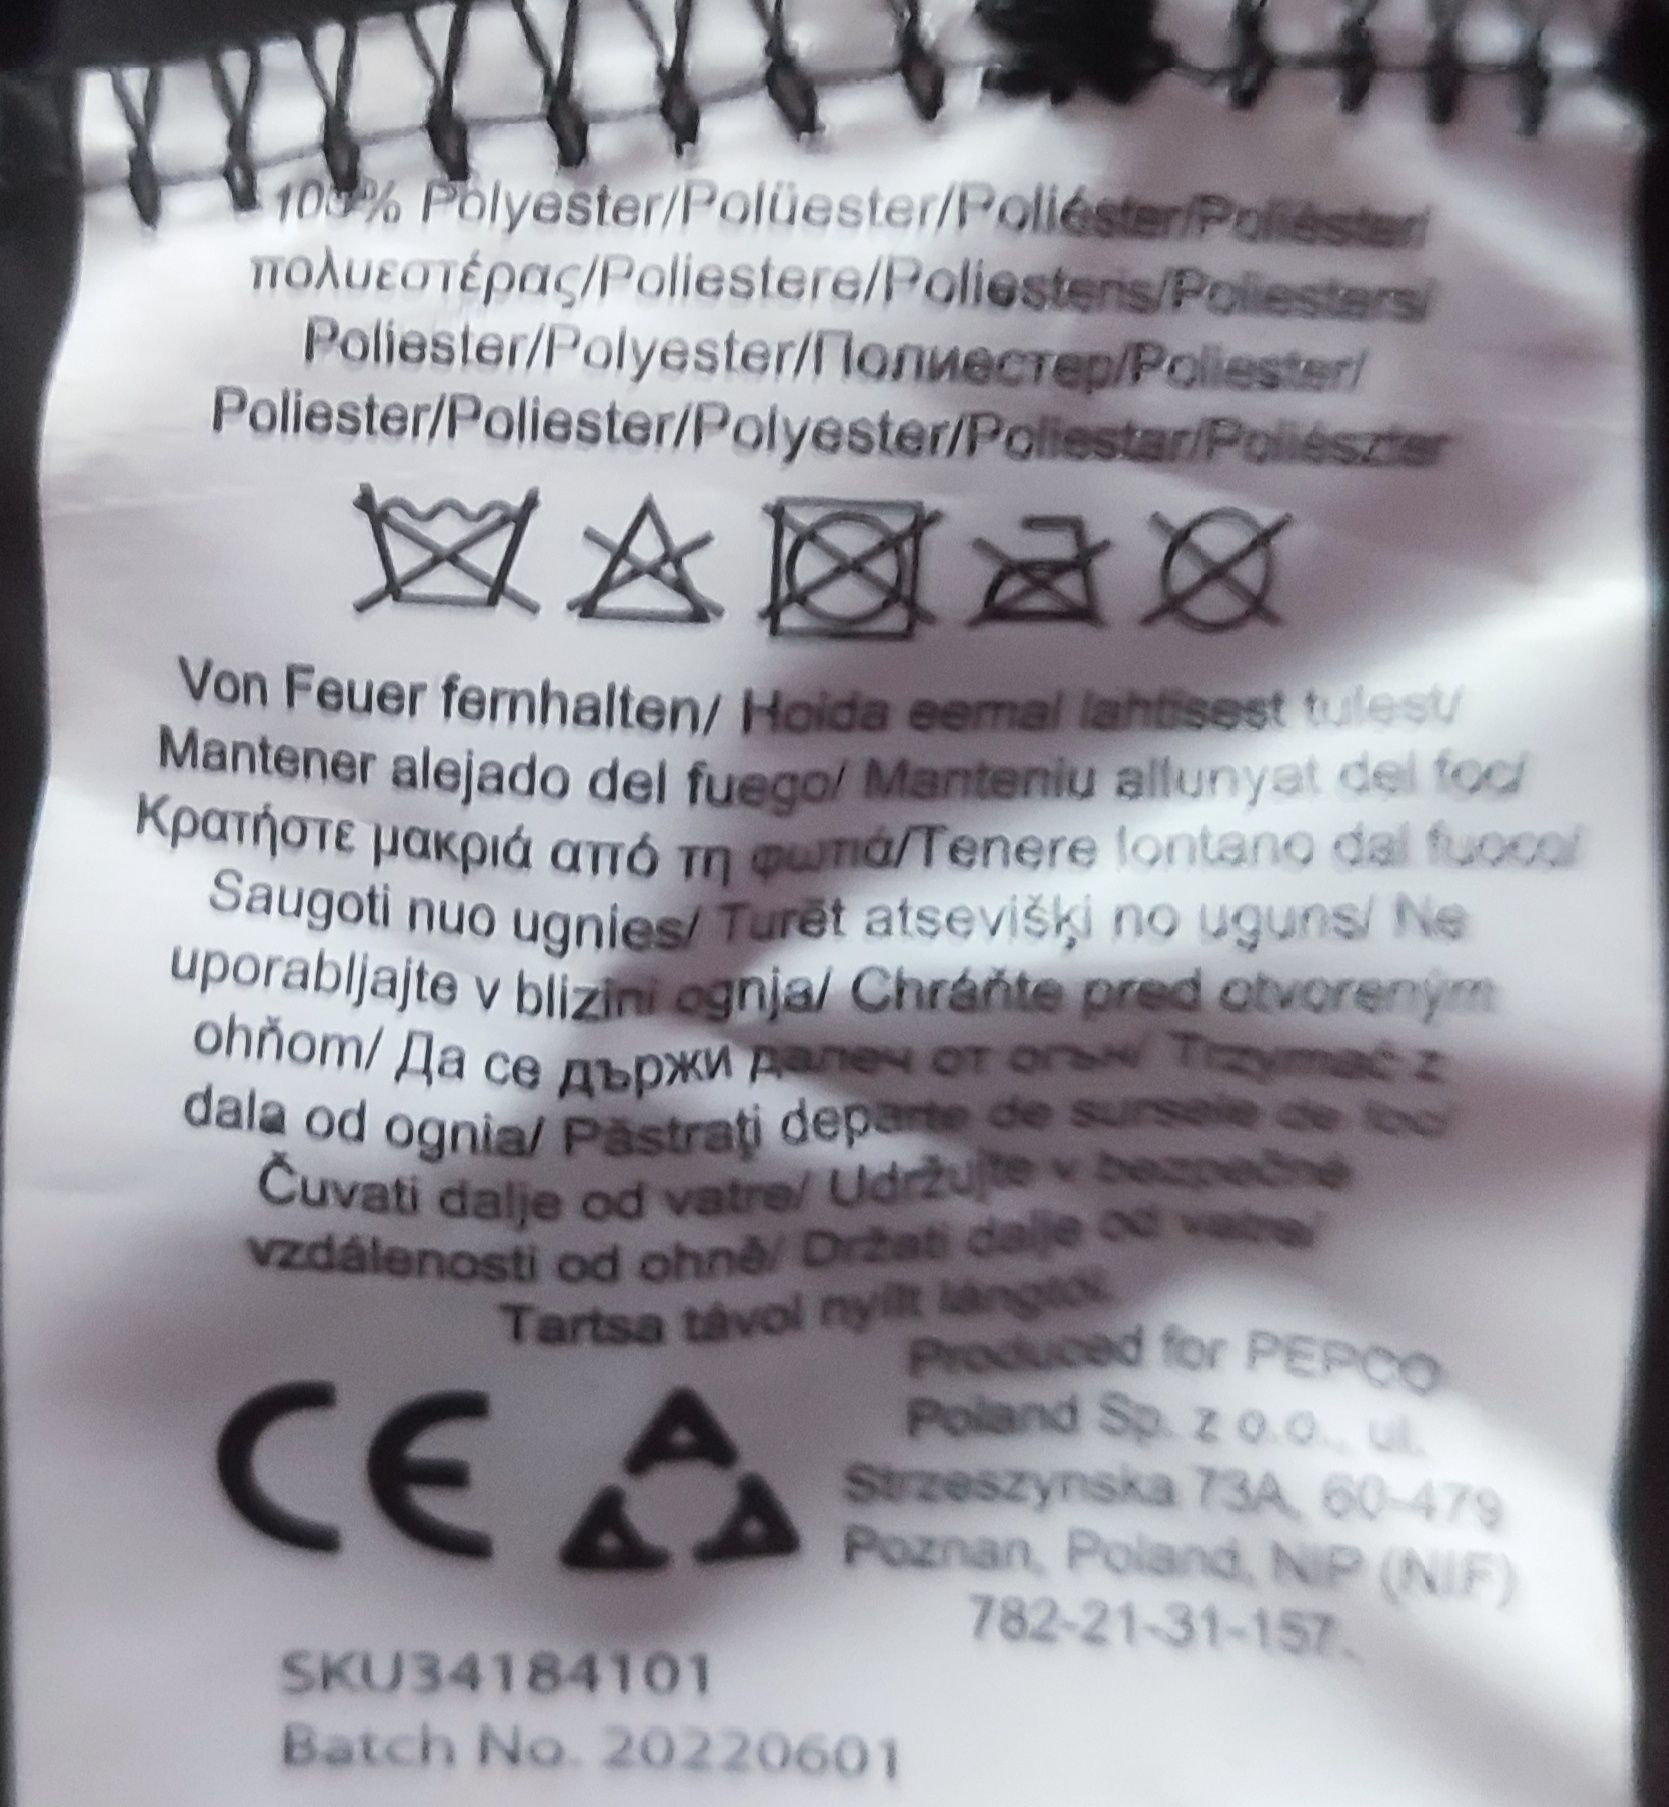 100% Polyester/Polüester/Poliéster/Polièster/
πολυεστέρας/Poliestere/Poliesteris/Poliesters/
Poliester/Polyester/Полиестер/Poliester/
Poliester/Poliester/Polyester/Poliestar/Poliészter
Von Feuer fernhalten/ Hoida eemal lahtisest tulest/
Mantener alejado del fuego/ Manteniu allunyat del foc/
Κρατήστε μακριά από τη φωτιά/Tenere lontano dal fuoco/
Saugoti nuo ugnies/ Turēt atsevišķi no uguns/ Ne
uporabljajte v blizini ognja/ Chráňte pred otvoreným
ohňom/ Да се държи далеч от огън/ Trzymać z
dala od ognia/ Păstrați departe de sursele de foc/
Čuvati dalje od vatre/ Udržujte v bezpečné
vzdálenosti od ohně/ Držati dalje od vatre/
Tartsa távol nyílt lángtól.
CE
Produced for PEPCO
Poland Sp. z o.o., ul.
Strzeszynska 73A, 60-479
Poznan, Poland, NIP (NIF)
782-21-31-157.
SKU34184101
Batch No. 20220601